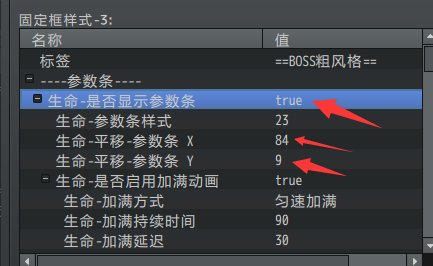 固定框样式-3:
名称 值
标签 ==BOSS粗风格==
----参数条----
生命-是否显示参数条 true
生命-参数条样式 23
生命-平移-参数条 X 84
生命-平移-参数条 Y 9
生命-是否启用加满动画 true
生命-加满方式 匀速加满
生命-加满持续时间 90
生命-加满延迟 30